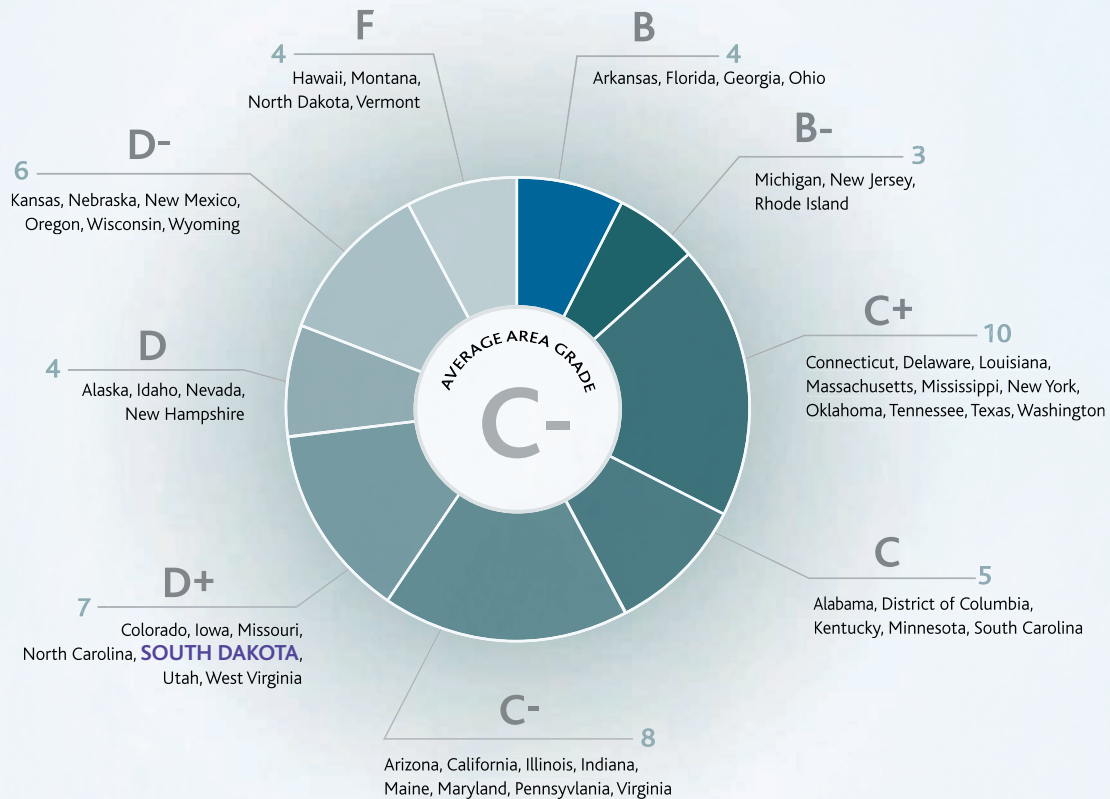 F
4
Hawaii, Montana,
North Dakota, Vermont
B
4
Arkansas, Florida, Georgia, Ohio
B-
3
Michigan, New Jersey,
Rhode Island
C+
10
Connecticut, Delaware, Louisiana,
Massachusetts, Mississippi, New York,
Oklahoma, Tennessee, Texas, Washington
C
5
Alabama, District of Columbia,
Kentucky, Minnesota, South Carolina
C-
8
Arizona, California, Illinois, Indiana,
Maine, Maryland, Pennsyvlania, Virginia
D+
7
Colorado, Iowa, Missouri,
North Carolina, SOUTH DAKOTA,
Utah, West Virginia
D
4
Alaska, Idaho, Nevada,
New Hampshire
D-
6
Kansas, Nebraska, New Mexico,
Oregon, Wisconsin, Wyoming
AVERAGE AREA GRADE
C-